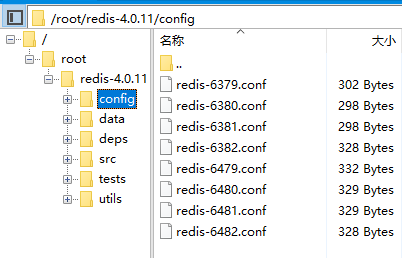 /root/redis-4.0.11/config
/
root
redis-4.0.11
config
data
deps
src
tests
utils
名称 大小
..
redis-6379.conf 302 Bytes
redis-6380.conf 298 Bytes
redis-6381.conf 298 Bytes
redis-6382.conf 328 Bytes
redis-6479.conf 332 Bytes
redis-6480.conf 329 Bytes
redis-6481.conf 329 Bytes
redis-6482.conf 328 Bytes